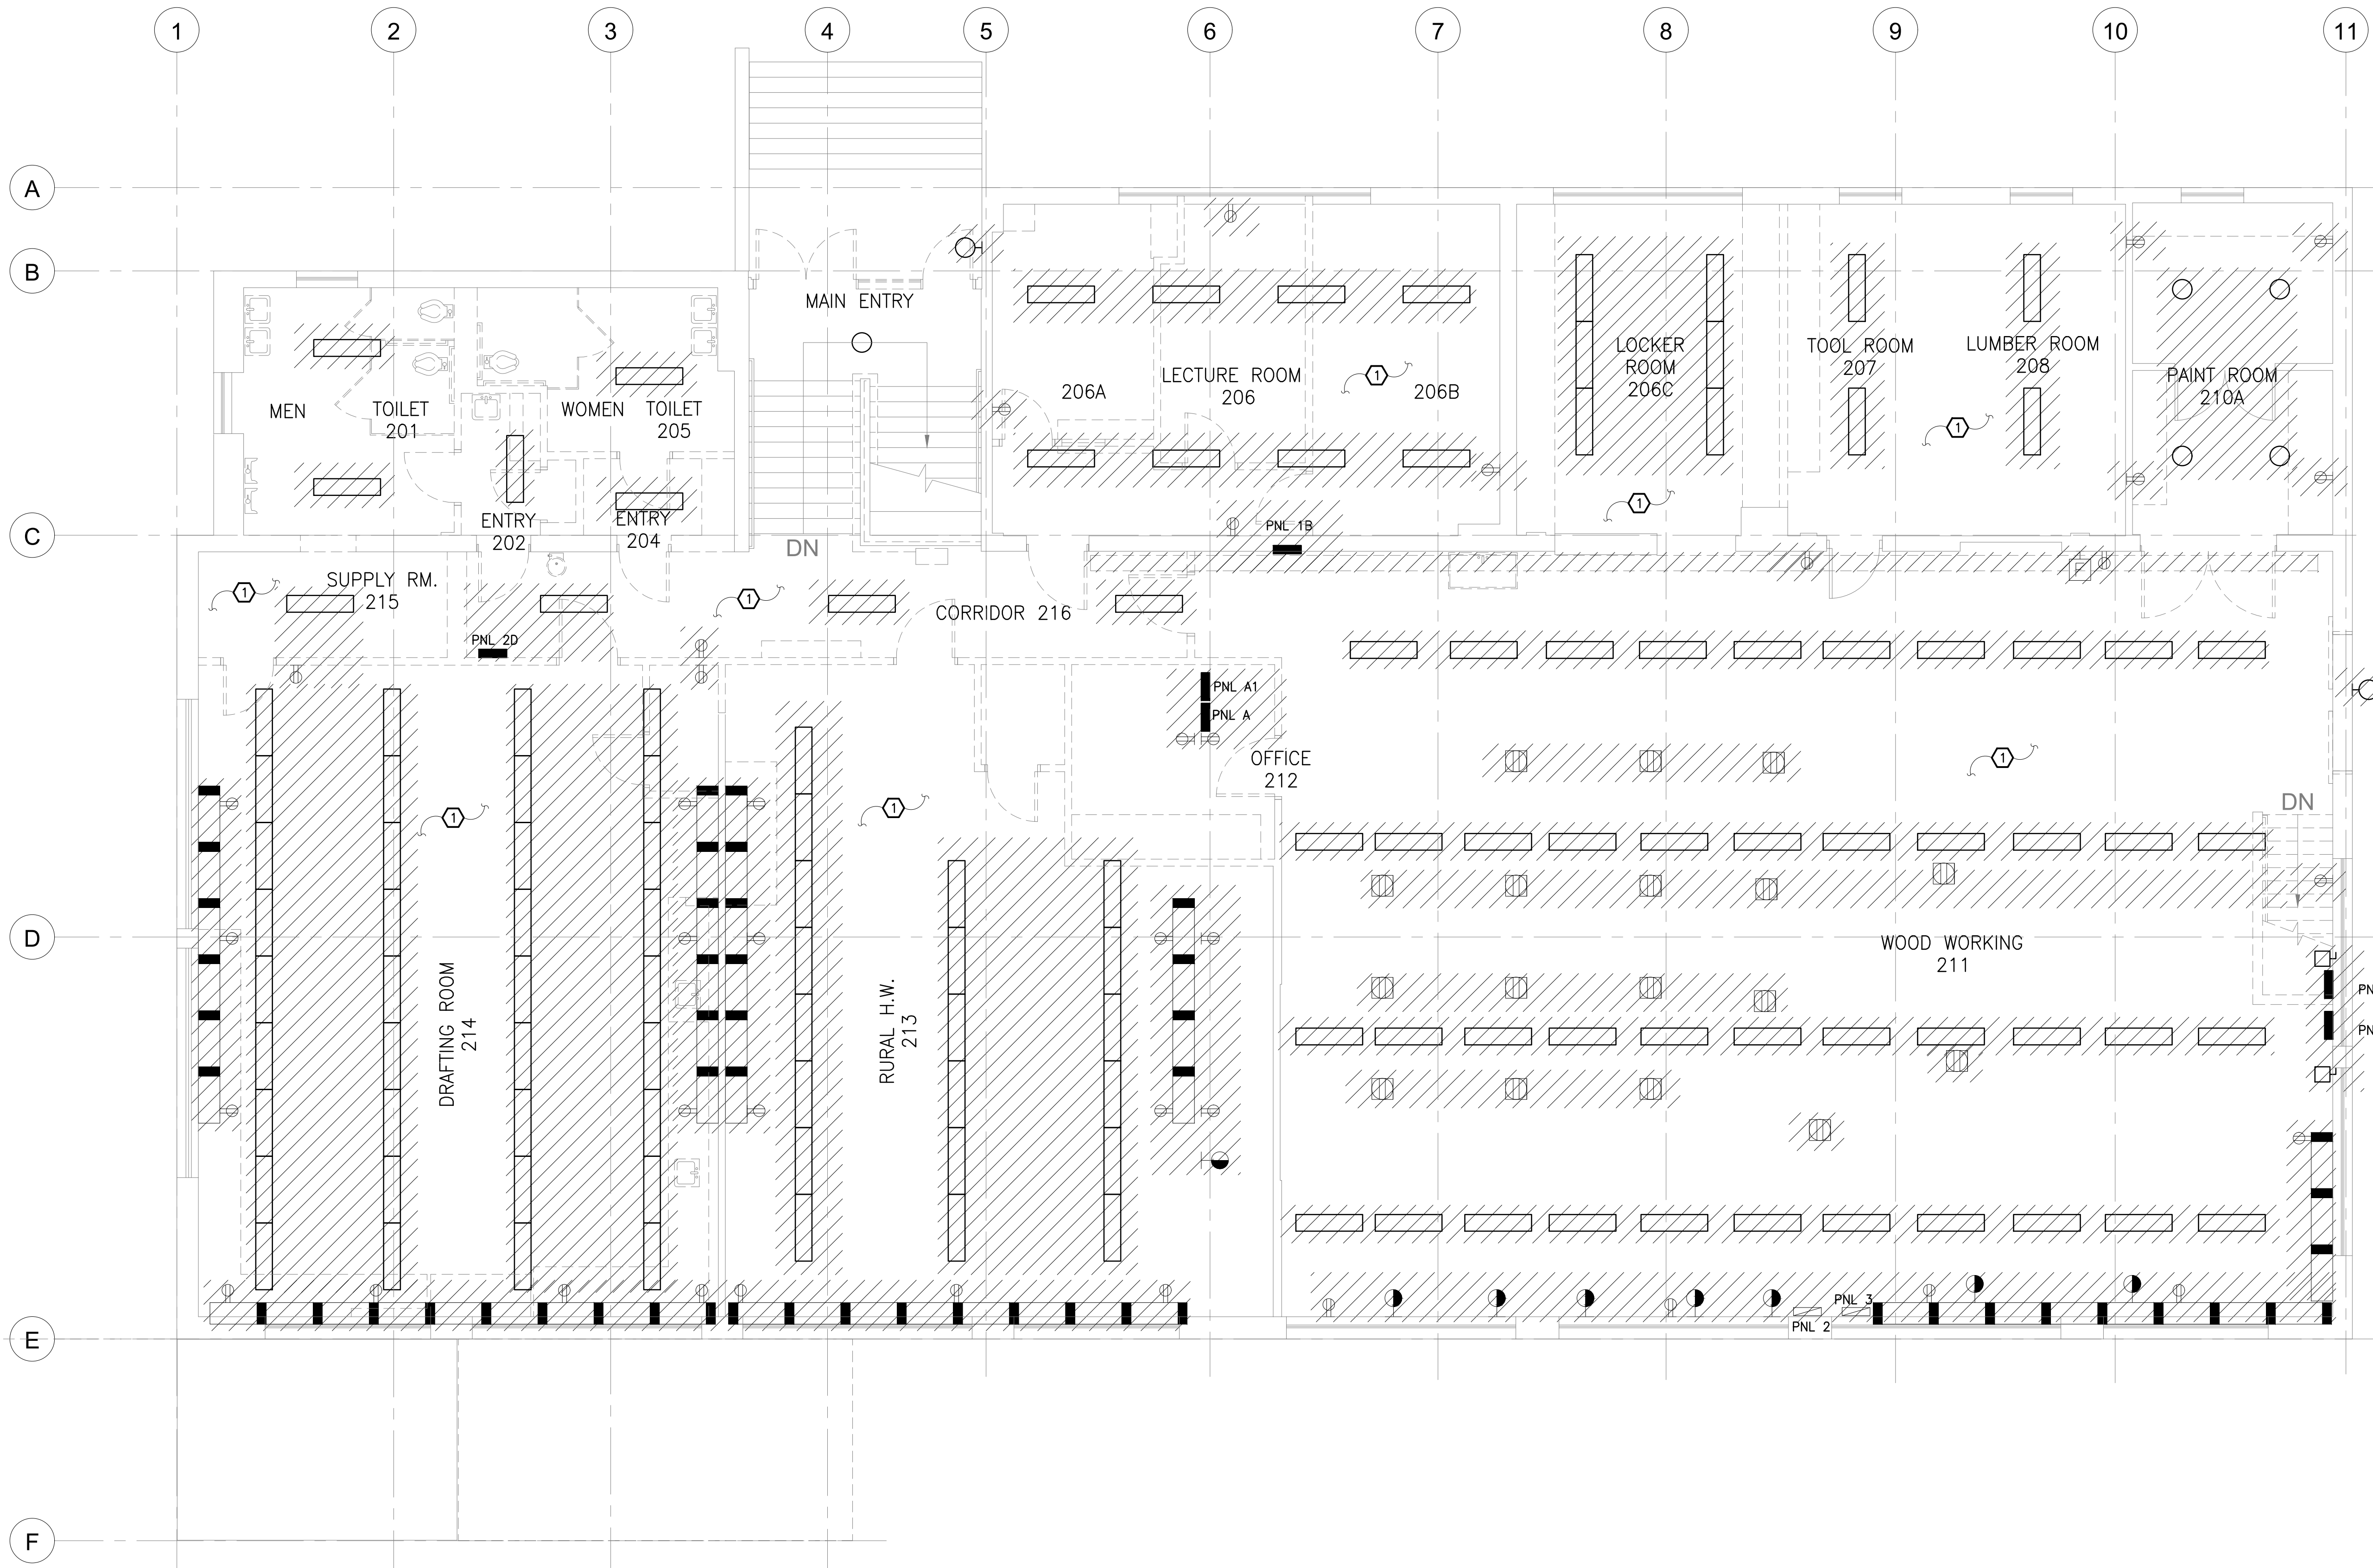 1 2 3 4 5 6 7 8 9 10 11
A
B
MAIN ENTRY
LOCKER
ROOM
206C
TOOL ROOM
207
LUMBER ROOM
208
LECTURE ROOM
206
206A
206B
1
PAINT ROOM
210A
MEN
TOILET
201
WOMEN
TOILET
205
1
1
ENTRY
202
ENTRY
204
PNL 1B
C
DN
SUPPLY RM.
215
1
1
CORRIDOR 216
PNL 2D
PNL A1
PNL A
OFFICE
212
1
DN
1
1
D
WOOD WORKING
211
DRAFTING ROOM
214
RURAL H.W.
213
F
PNL 3
PNL 2
E
F